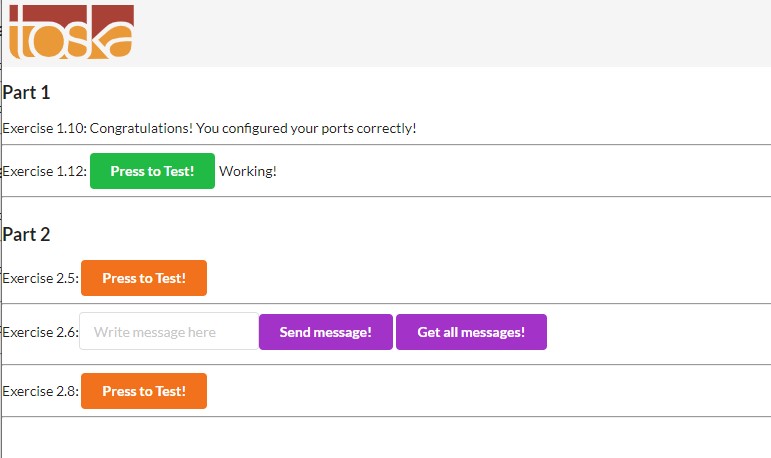 toska
Part 1
Exercise 1.10: Congratulations! You configured your ports correctly!
Exercise 1.12: Press to Test! Working!
Part 2
Exercise 2.5: Press to Test!
Exercise 2.6: Write message here Send message! Get all messages!
Exercise 2.8: Press to Test!